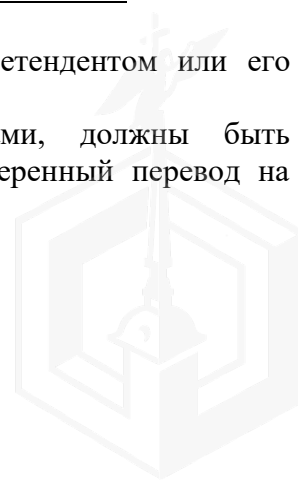 етендентом или его
ми, должны быть
еренный перевод на